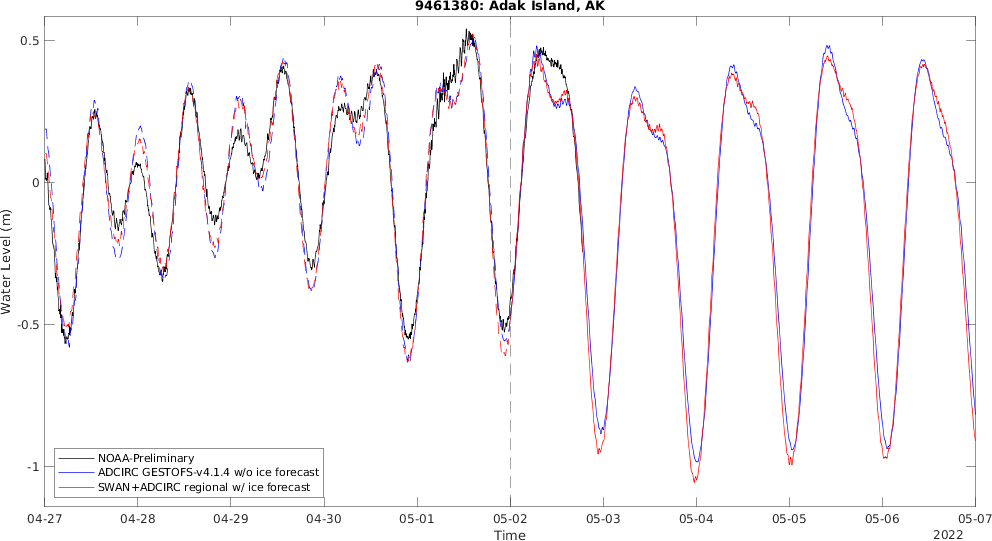 9461380: Adak Island, AK
Water Level (m)
0.5
0
-0.5
-1
NOAA-Preliminary
ADCIRC GESTOFS-v4.1.4 w/o ice forecast
SWAN+ADCIRC regional w/ ice forecast
04-27 04-28 04-29 04-30 05-01 05-02 05-03 05-04 05-05 05-06 05-07
Time
2022